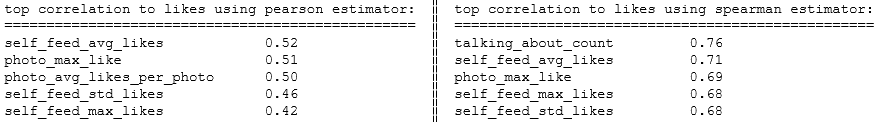 top correlation to likes using pearson estimator:
==================================================
self_feed_avg_likes 0.52
photo_max_like 0.51
photo_avg_likes_per_photo 0.50
self_feed_std_likes 0.46
self_feed_max_likes 0.42
top correlation to likes using spearman estimator:
==================================================
talking_about_count 0.76
self_feed_avg_likes 0.71
photo_max_like 0.69
self_feed_max_likes 0.68
self_feed_std_likes 0.68